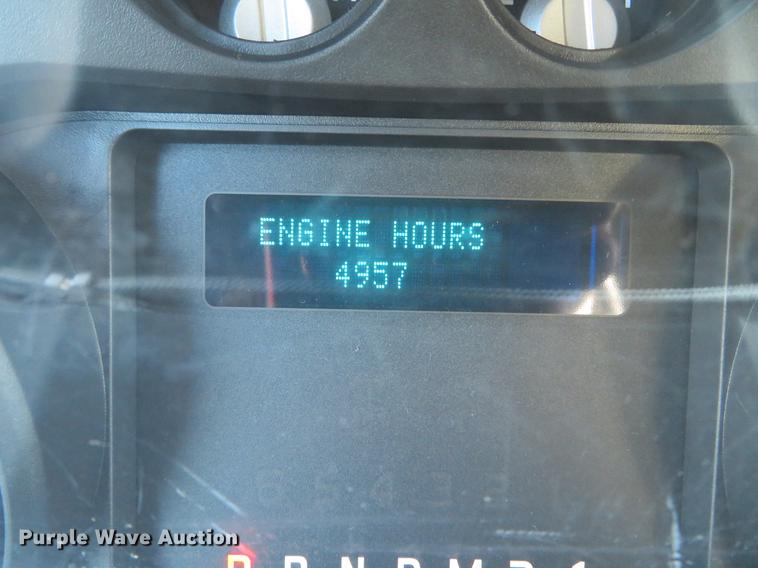 ENGINE HOURS
4957
Purple Wave Auction